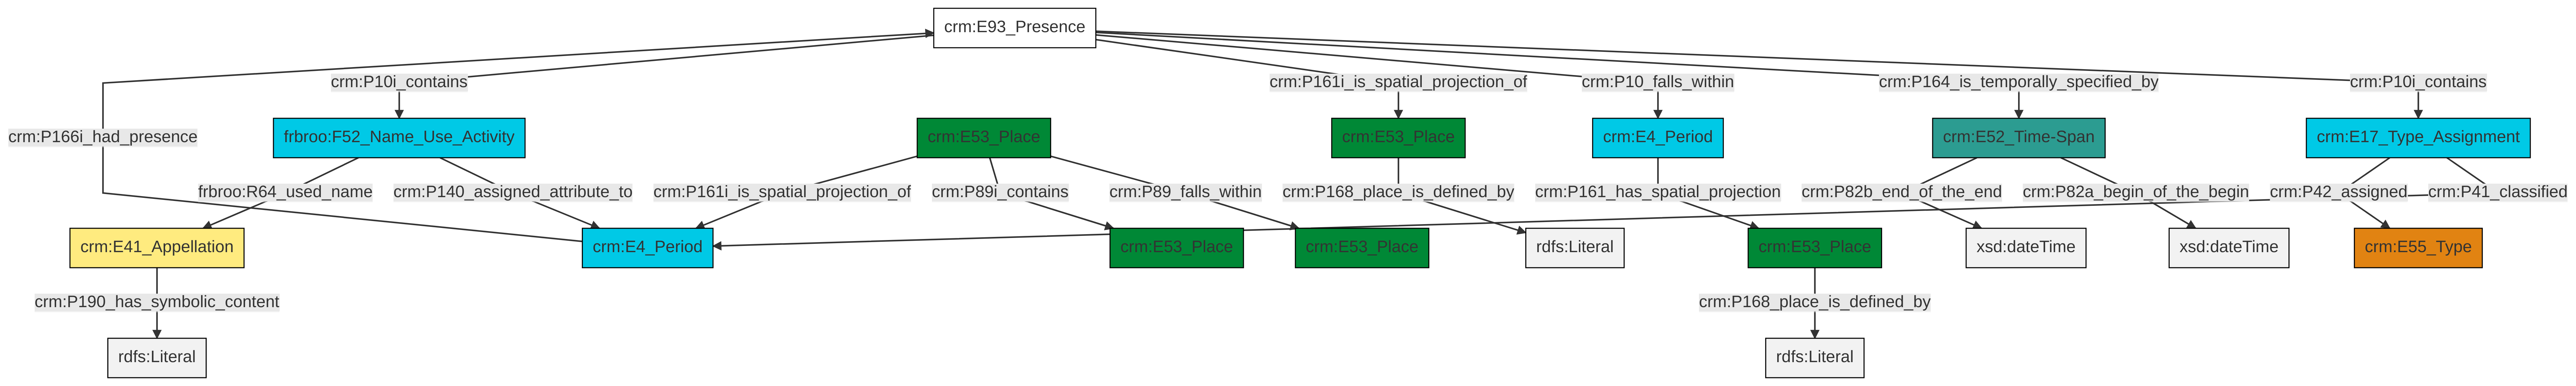 crm:E93_Presence
crm:P10i_contains
crm:P161i_is_spatial_projection_of
crm:P10_falls_within
crm:P164_is_temporally_specified_by
crm:P10i_contains
crm:P166i_had_presence
frbroo:F52_Name_Use_Activity
crm:E53_Place
crm:E53_Place
crm:E4_Period
crm:E52_Time-Span
crm:E17_Type_Assignment
frbroo:R64_used_name
crm:P140_assigned_attribute_to
crm:P161i_is_spatial_projection_of
crm:P89i_contains
crm:P89_falls_within
crm:P168_place_is_defined_by
crm:P161_has_spatial_projection
crm:P82b_end_of_the_end
crm:P82a_begin_of_the_begin
crm:P42_assigned
crm:P41_classified
crm:E41_Appellation
crm:E4_Period
crm:E53_Place
crm:E53_Place
rdfs:Literal
crm:E53_Place
xsd:dateTime
xsd:dateTime
crm:E55_Type
crm:P190_has_symbolic_content
crm:P168_place_is_defined_by
rdfs:Literal
rdfs:Literal